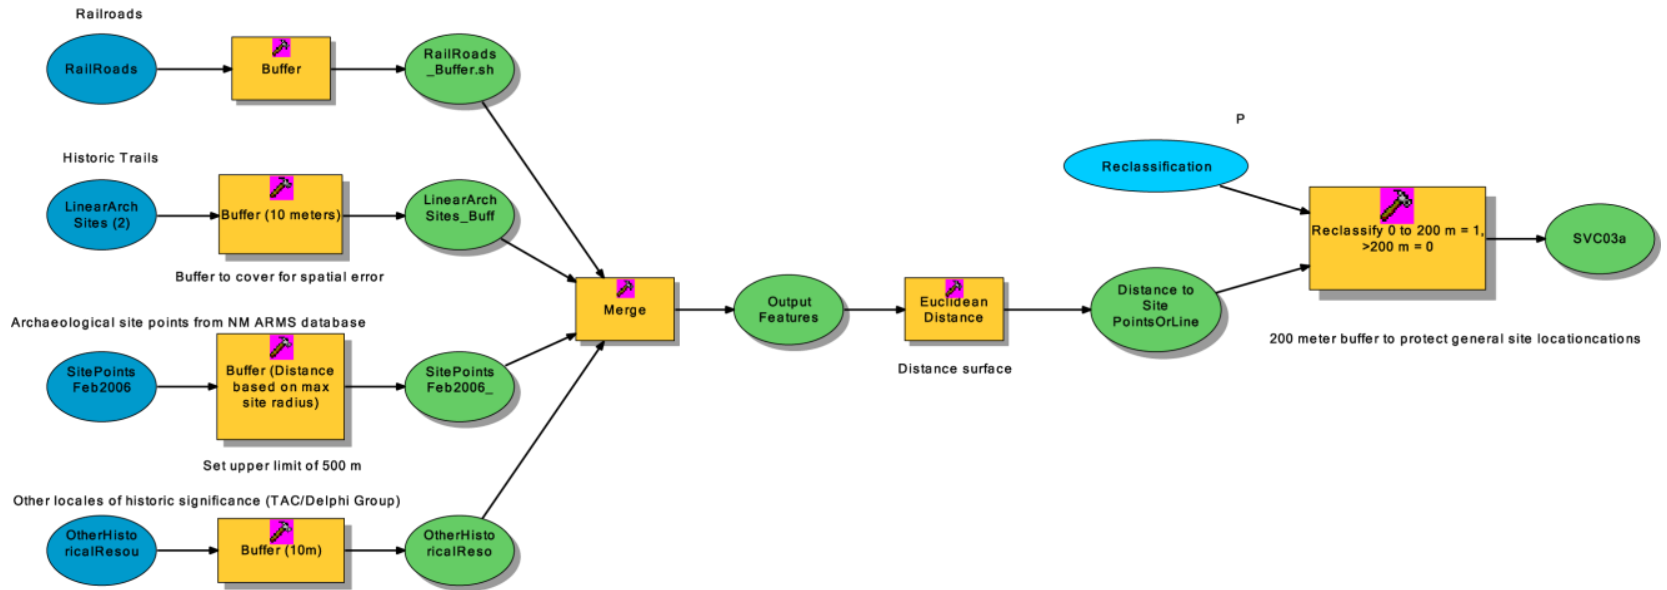 Railroads
RailRoads
Buffer
RailRoads
_Buffer.sh
Historic Trails
LinearArch
Sites (2)
Buffer (10 meters)
LinearArch
Sites_Buff
Buffer to cover for spatial error
Archaeological site points from NM ARMS database
SitePoints
Feb2006
Buffer (Distance
based on max
site radius)
SitePoints
Feb2006_
Set upper limit of 500 m
Other locales of historic significance (TAC/Delphi Group)
OtherHisto
ricalResou
Buffer (10m)
OtherHisto
ricalReso
Merge
Output
Features
Euclidean
Distance
Distance surface
Distance to
Site
PointsOrLine
P
Reclassification
Reclassify 0 to 200 m = 1,
>200 m = 0
200 meter buffer to protect general site locationcations
SVC03a